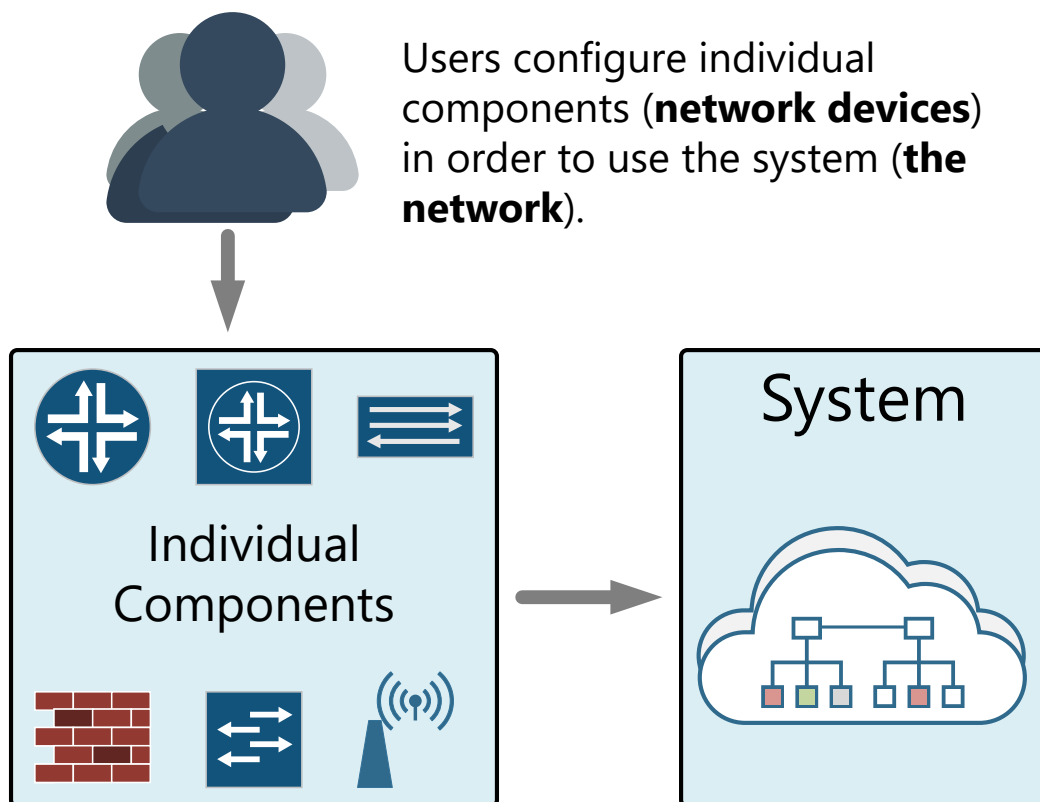 Users configure individual
components (network devices)
in order to use the system (the
network).
System
Individual
Components